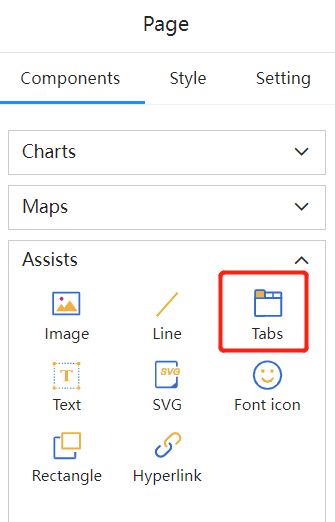 Page
Components Style Setting
Charts
Maps
Assists
Image Line Tabs
T SVG
Text SVG Font icon
Rectangle Hyperlink